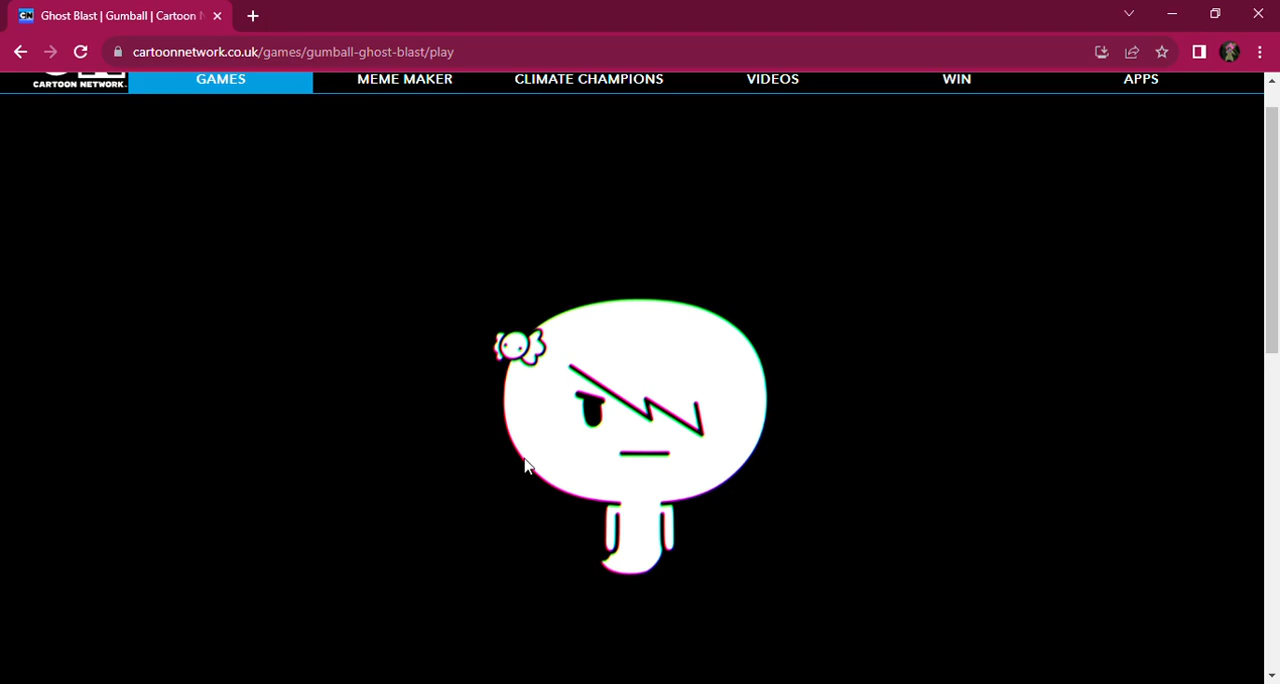 Ghost Blast | Gumball | Cartoon
cartoonnetwork.co.uk/games/gumball-ghost-blast/play
CARTOON NETWORK.
GAMES
MEME MAKER
CLIMATE CHAMPIONS
VIDEOS
WIN
APPS